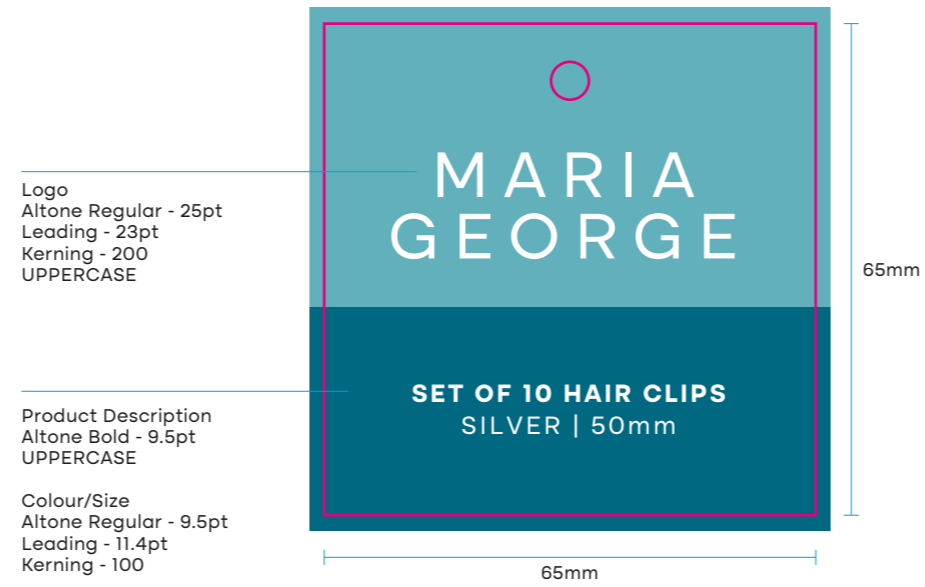 MARIA
GEORGE
SET OF 10 HAIR CLIPS
SILVER | 50mm
Logo
Altone Regular - 25pt
Leading - 23pt
Kerning - 200
UPPERCASE
Product Description
Altone Bold - 9.5pt
UPPERCASE
Colour/Size
Altone Regular - 9.5pt
Leading - 11.4pt
Kerning - 100
65mm
65mm